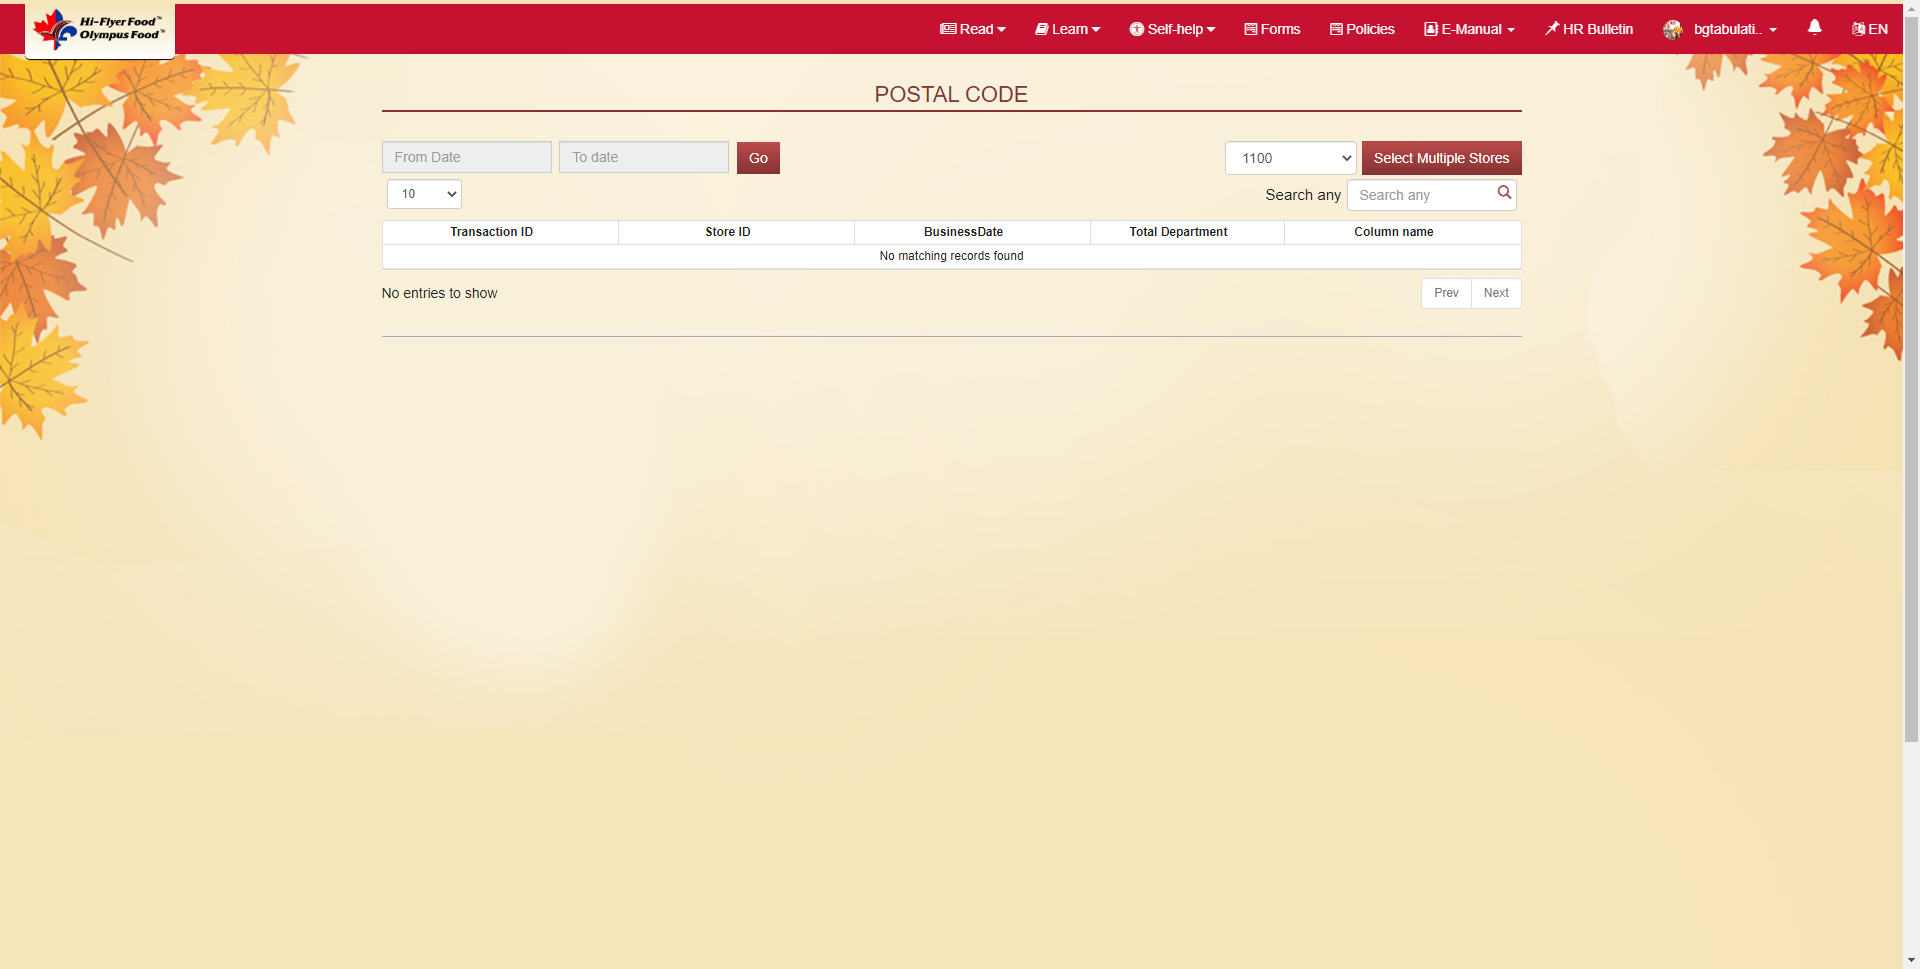 Hi-Flyer Food™
Olympus Food™
Read Learn Self-help Forms Policies E-Manual HR Bulletin bgtabulati.. EN
POSTAL CODE
From Date To date Go 1100 Select Multiple Stores
10 Search any Search any
Transaction ID Store ID BusinessDate Total Department Column name
No matching records found
No entries to show Prev Next